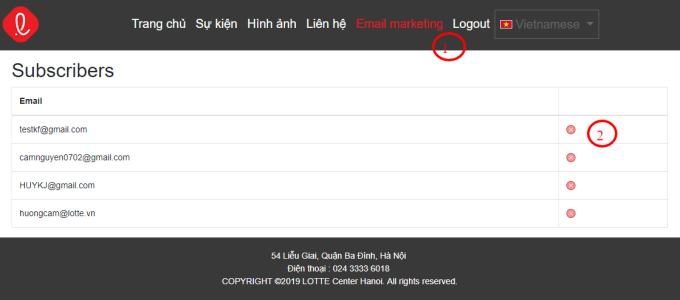 Trang chủ Sự kiện Hình ảnh Liên hệ Email marketing Logout Vietnamese
1
Subscribers
Email
testkf@gmail.com
2
camnguyen0702@gmail.com
HUYKJ@gmail.com
huongcam@lotte.vn
54 Liễu Giai, Quận Ba Đình, Hà Nội
Điện thoại : 024 3333 6018
COPYRIGHT ©2019 LOTTE Center Hanoi. All rights reserved.